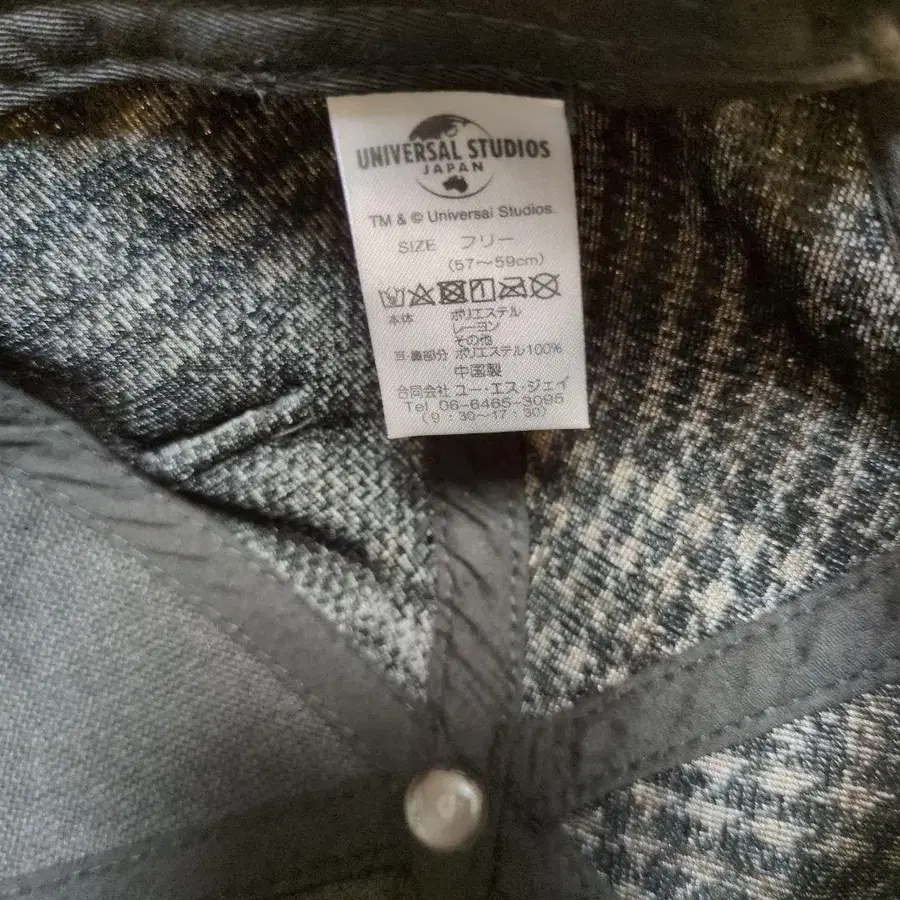 UNIVERSAL STUDIOS
JAPAN
TM & © Universal Studios.
SIZE フリー
(57~59cm)
本体 ポリエステル
レーヨン
その他
耳・裏部分 ポリエステル100%
中国製
合同会社 ユー・エス・ジェイ
Tel 06-6465-3095
(9:30~17:30)